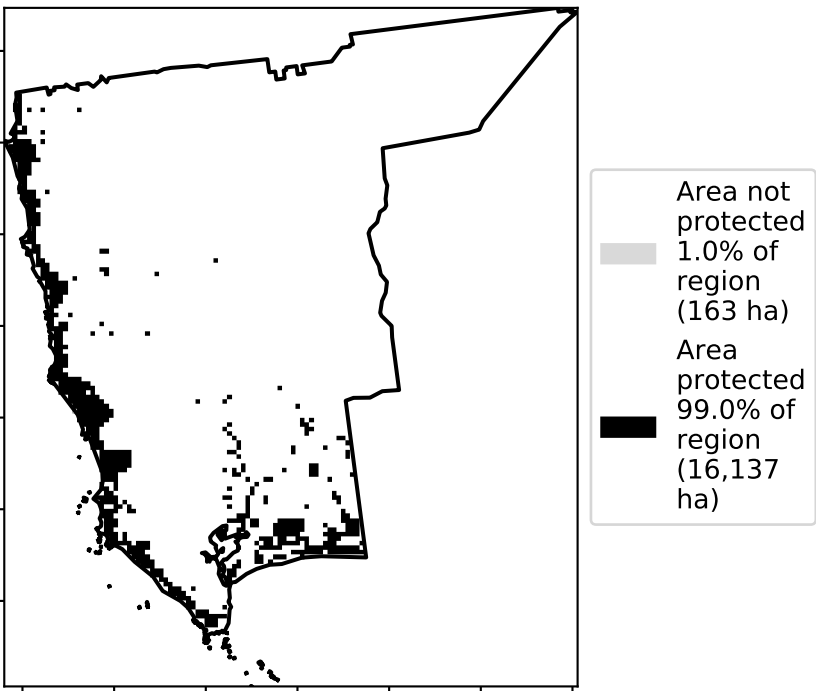 Area not
protected
1.0% of
region
(163 ha)
Area
protected
99.0% of
region
(16,137
ha)